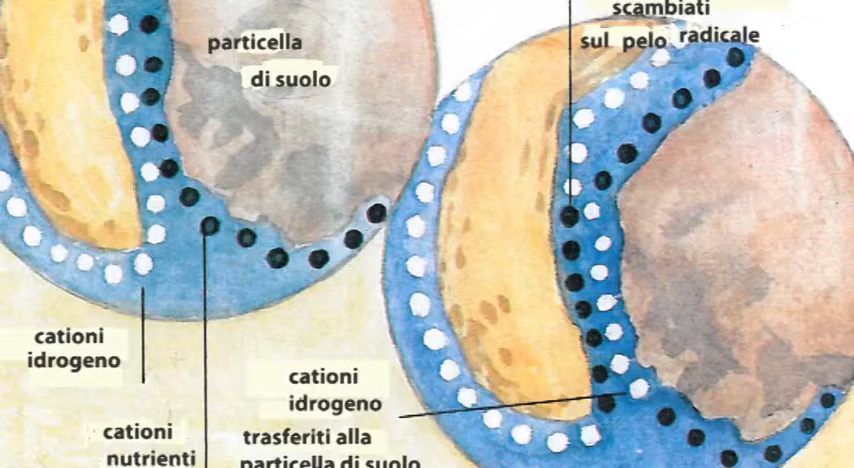 scambiati
sul pelo radicale
particella
di suolo
cationi
idrogeno
cationi
idrogeno
trasferiti alla
particella di suolo
cationi
nutrienti